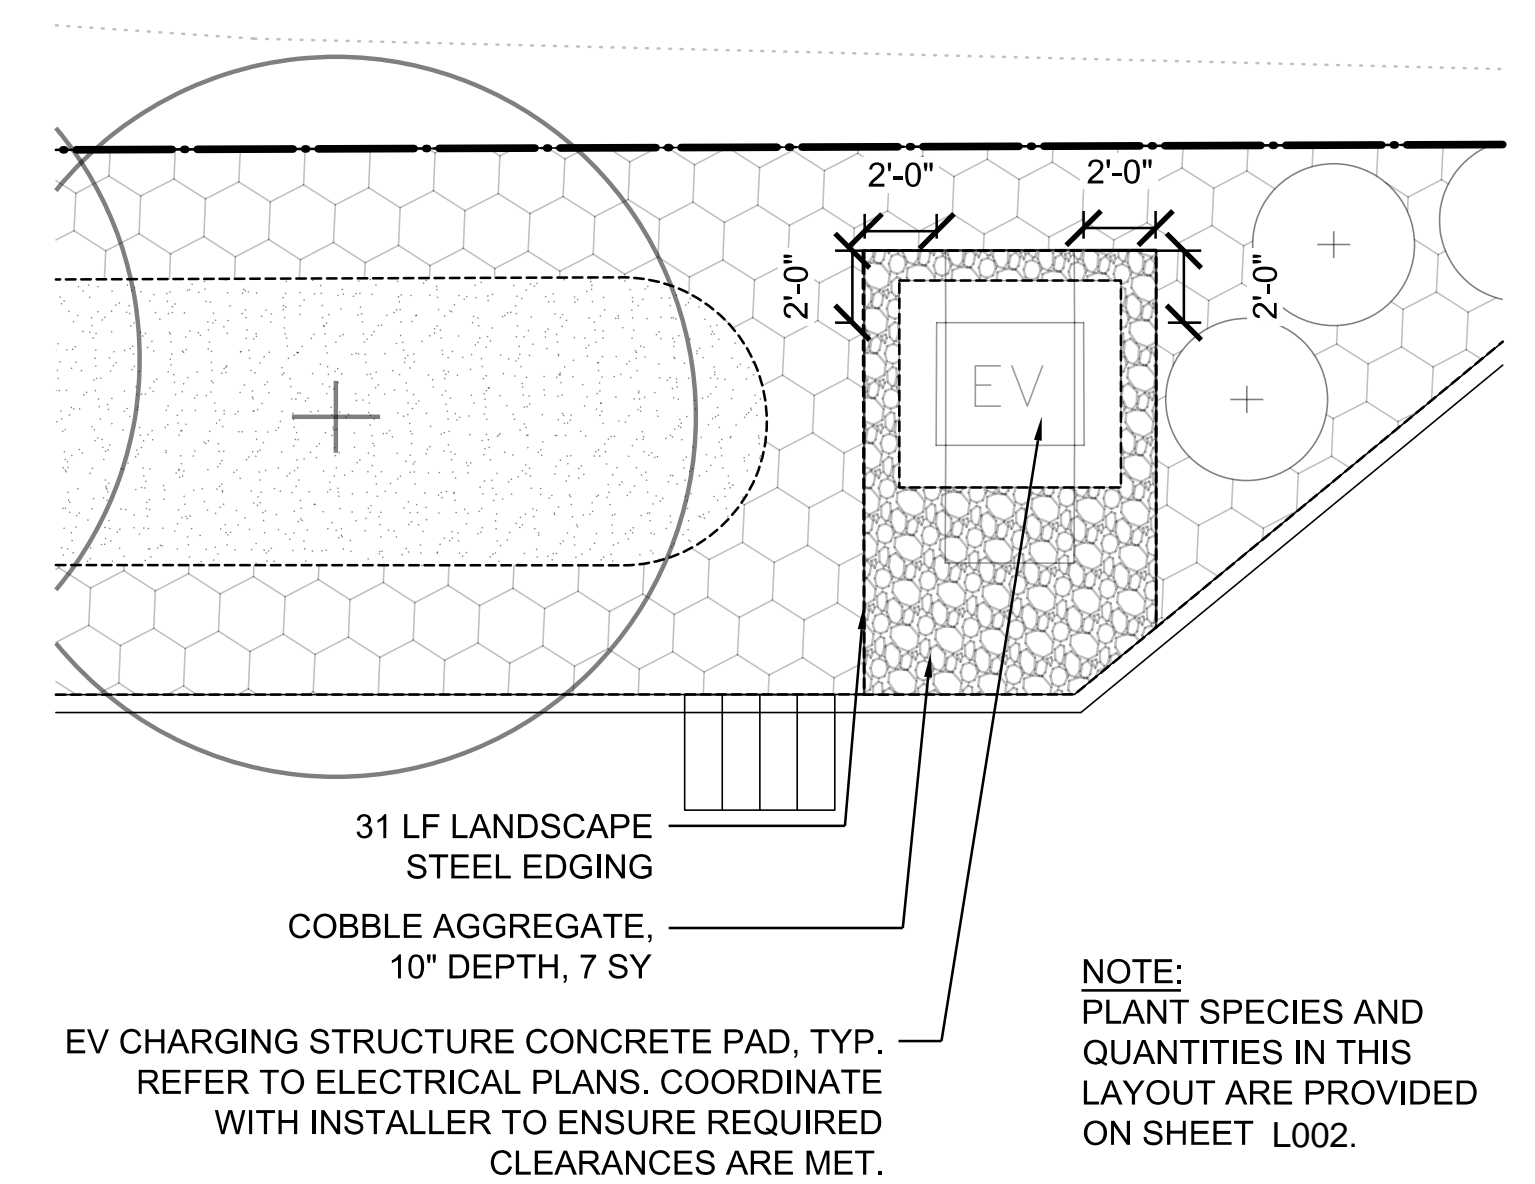 2'-0"
2'-0"
2'-0"
2'-0"
EV
31 LF LANDSCAPE
STEEL EDGING
COBBLE AGGREGATE,
10" DEPTH, 7 SY
EV CHARGING STRUCTURE CONCRETE PAD, TYP.
REFER TO ELECTRICAL PLANS. COORDINATE
WITH INSTALLER TO ENSURE REQUIRED
CLEARANCES ARE MET.
NOTE:
PLANT SPECIES AND
QUANTITIES IN THIS
LAYOUT ARE PROVIDED
ON SHEET L002.